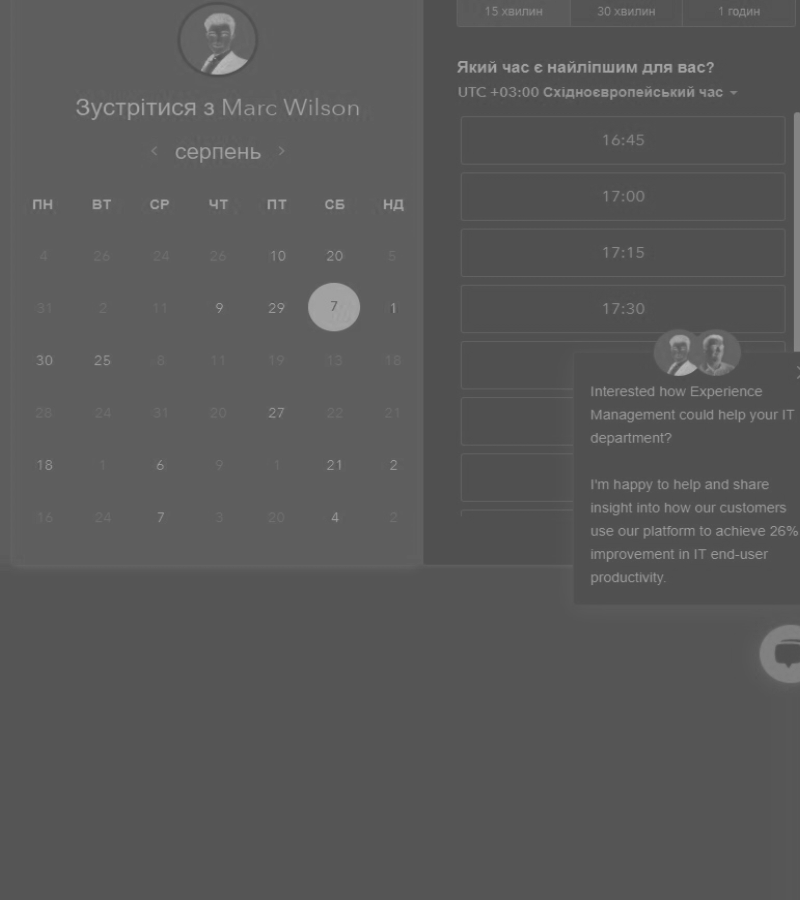 Зустрітися з Marc Wilson
серпень
ПН ВТ СР ЧТ ПТ СБ НД
4 26 24 26 10 20 5
31 2 11 9 29 7 1
30 25 8 11 19 13 18
28 24 31 20 27 22 21
18 1 6 9 1 21 2
16 24 7 3 20 4 2
15 хвилин 30 хвилин 1 годин
Який час є найліпшим для вас?
UTC +03:00 Східноєвропейський час
16:45
17:00
17:15
17:30
Interested how Experience
Management could help your IT
department?
I'm happy to help and share
insight into how our customers
use our platform to achieve 26%
improvement in IT end-user
productivity.